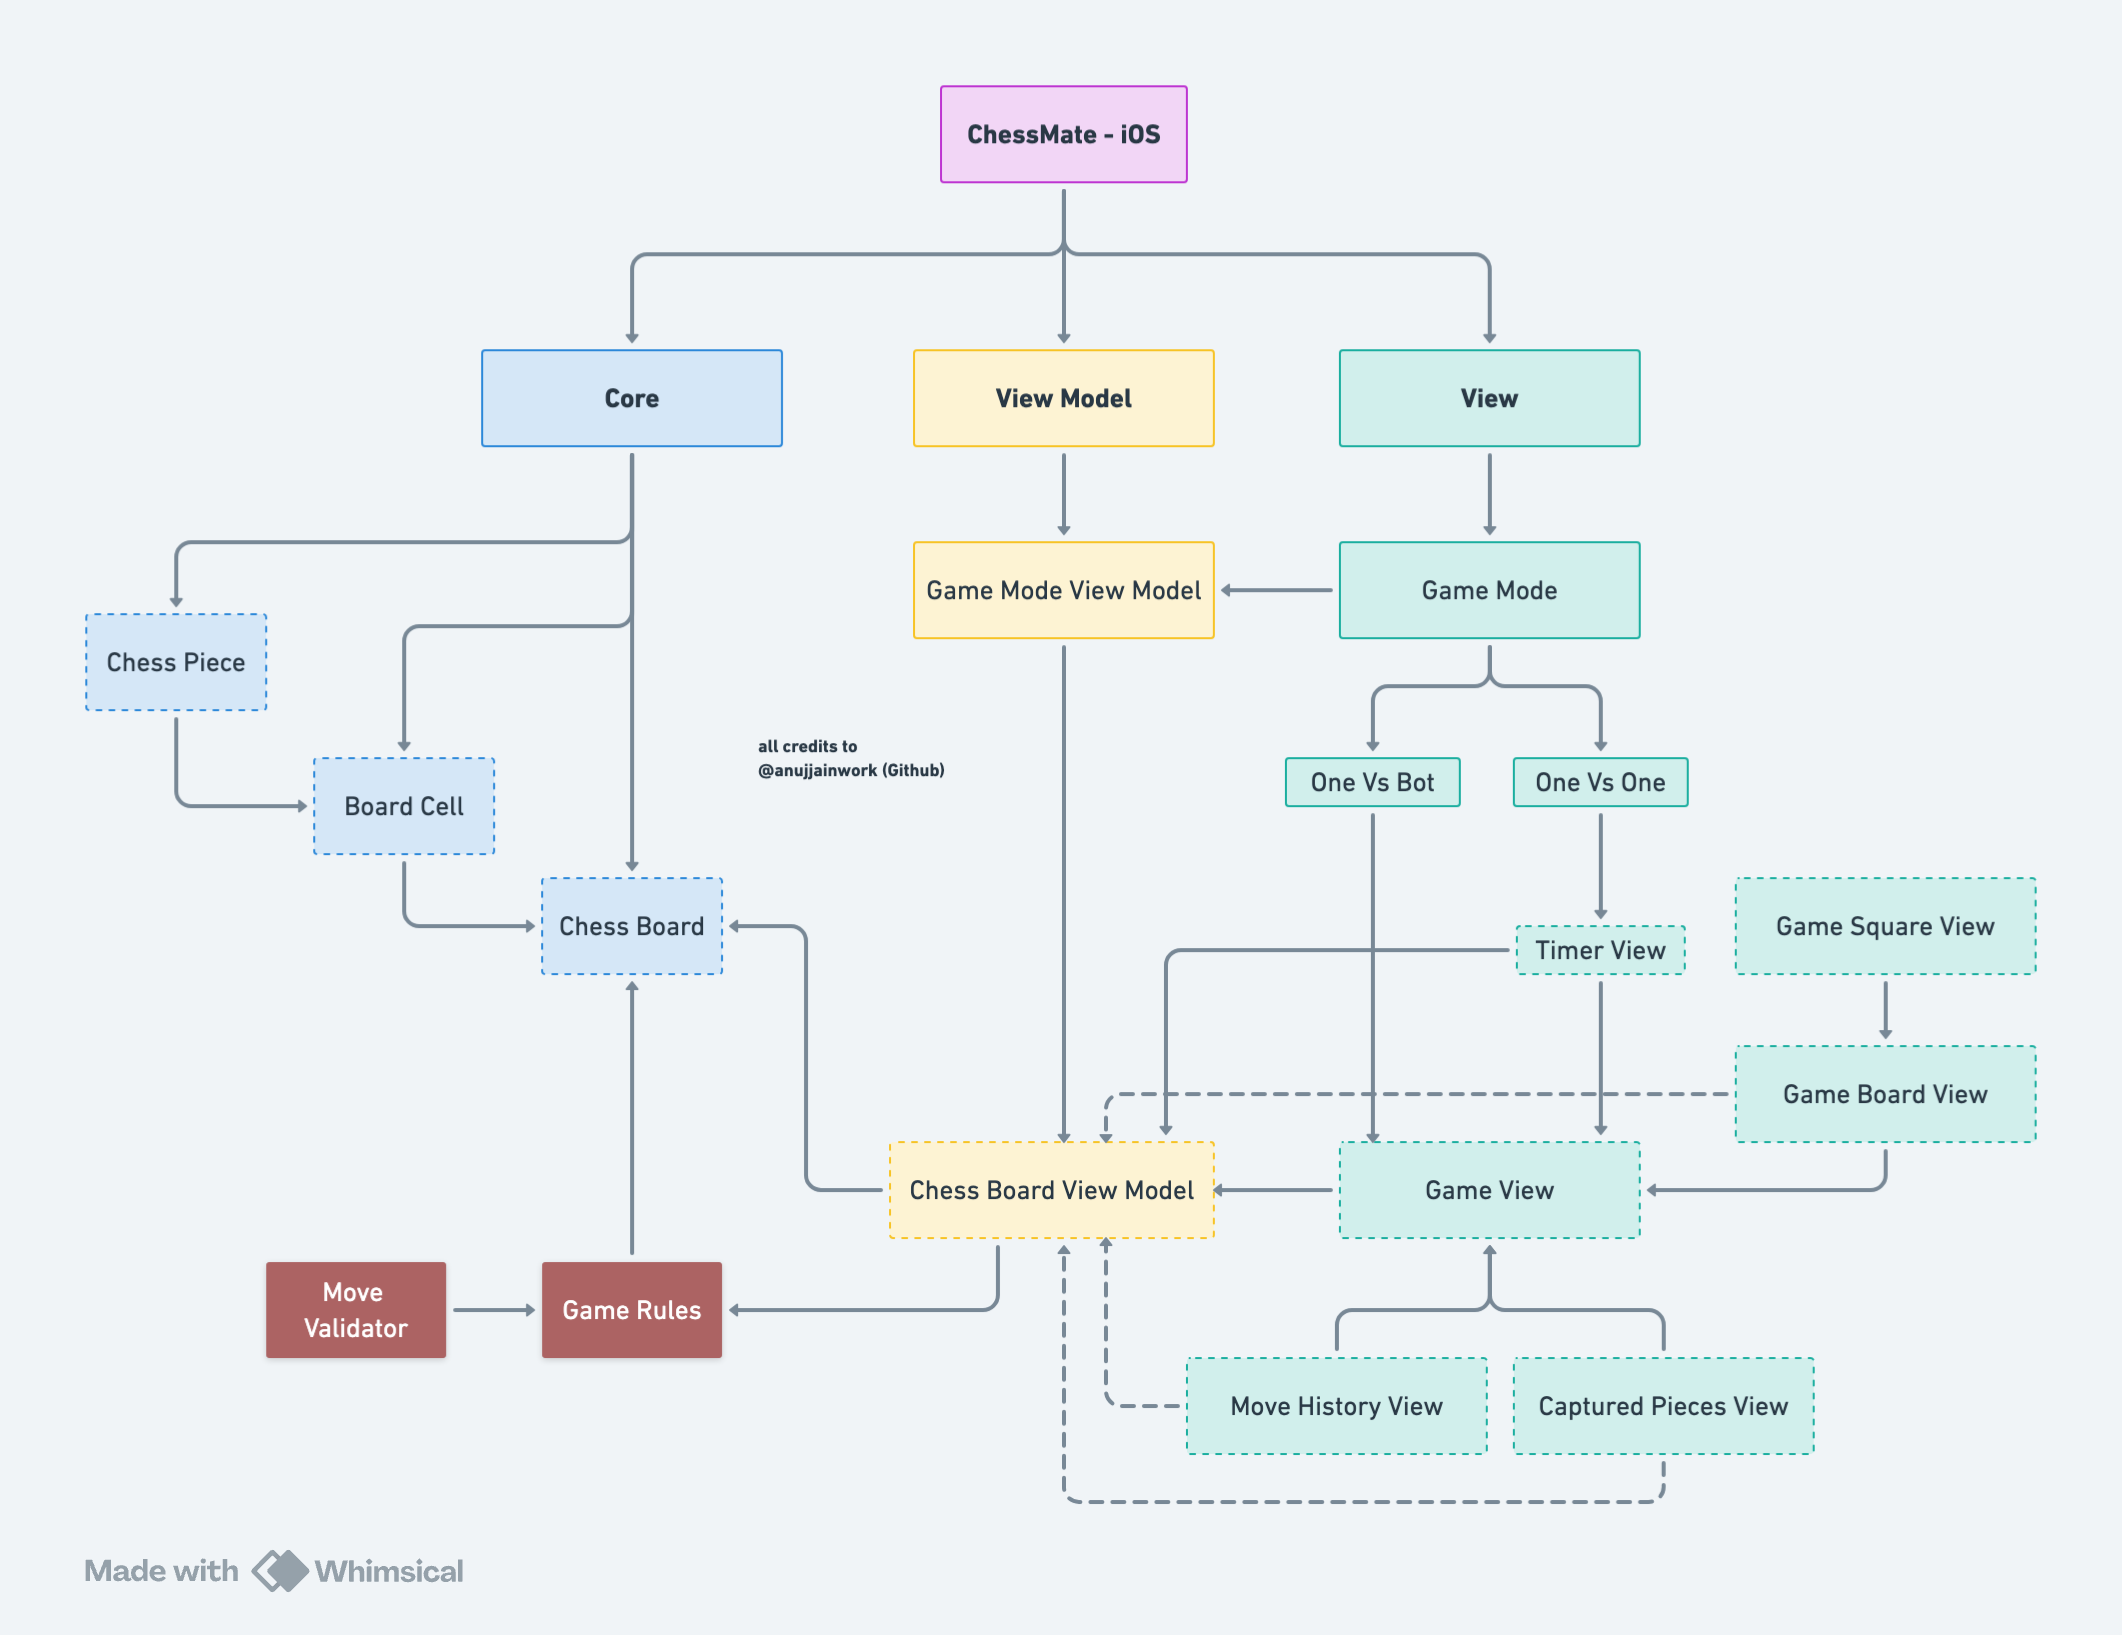 ChessMate - iOS
Core
View Model
View
Game Mode View Model
Game Mode
Chess Piece
Board Cell
all credits to
@anujjainwork (Github)
One Vs Bot
One Vs One
Chess Board
Timer View
Game Square View
Game Board View
Chess Board View Model
Game View
Move
Validator
Game Rules
Move History View
Captured Pieces View
Made with Whimsical